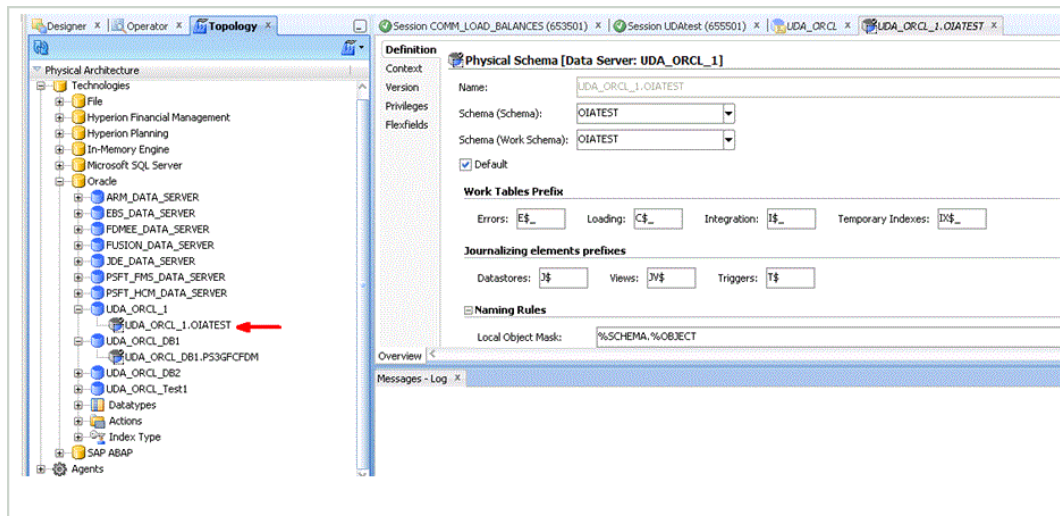 Designer x Operator x Topology x
Session COMM_LOAD_BALANCES (653501) x Session UDAtest (655501) x UDA_ORCL x UDA_ORCL_1.OIATEST x
Physical Architecture
Technologies
File
Hyperion Financial Management
Hyperion Planning
In-Memory Engine
Microsoft SQL Server
Oracle
ARM_DATA_SERVER
EBS_DATA_SERVER
FDMEE_DATA_SERVER
FUSION_DATA_SERVER
JDE_DATA_SERVER
PSFT_FMS_DATA_SERVER
PSFT_HCM_DATA_SERVER
UDA_ORCL_1
UDA_ORCL_1.OIATEST
UDA_ORCL_DB1
UDA_ORCL_DB1.PS3GFCFDM
UDA_ORCL_DB2
UDA_ORCL_Test1
Datatypes
Actions
Index Type
SAP ABAP
Agents
Definition
Context
Version
Privileges
Flexfields
Physical Schema [Data Server: UDA_ORCL_1]
Name: UDA_ORCL_1.OIATEST
Schema (Schema): OIATEST
Schema (Work Schema): OIATEST
Default
Work Tables Prefix
Errors: E$_ Loading: C$_ Integration: I$_ Temporary Indexes: IX$_
Journalizing elements prefixes
Datastores: J$ Views: JV$ Triggers: T$
Naming Rules
Local Object Mask: %SCHEMA.%OBJECT
Overview
Messages - Log x